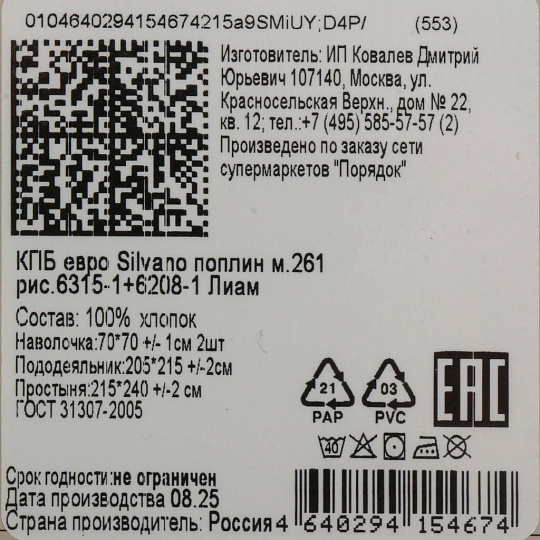 0104640294154674215a9SMiUY;D4P/ (553)
Изготовитель: ИП Ковалев Дмитрий
Юрьевич 107140, Москва, ул.
Красносельская Верхн., дом № 22,
кв. 12; тел.:+7 (495) 585-57-57 (2)
Произведено по заказу сети
супермаркетов "Порядок"
КПБ евро Silvano поплин м.261
рис.6315-1+6208-1 Лиам
Состав: 100% хлопок
Наволочка:70*70 +/- 1см 2шт
Пододеяльник:205*215 +/-2см
Простыня:215*240 +/-2 см
ГОСТ 31307-2005
21 03 EAC
PAP PVC
40
Срок годности:не ограничен
Дата производства 08.25
Страна производитель: Россия
4 640294 154674